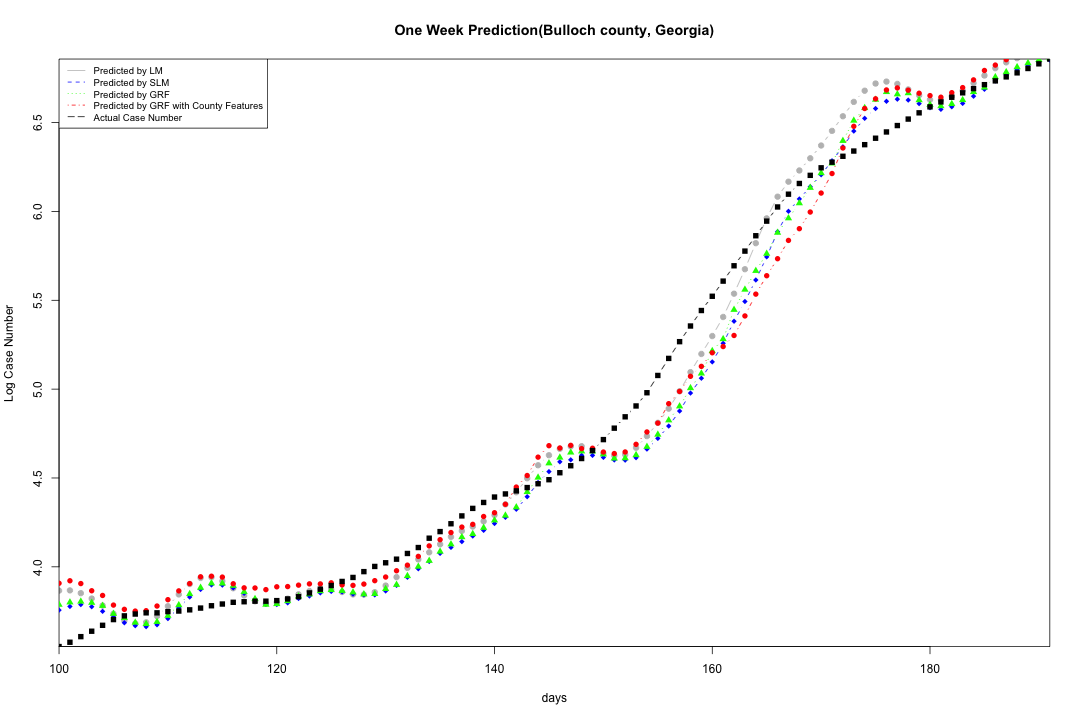 One Week Prediction(Bulloch county, Georgia)
Predicted by LM
Predicted by SLM
Predicted by GRF
Predicted by GRF with County Features
Actual Case Number
Log Case Number
6.5
6.0
5.5
5.0
4.5
4.0
100 120 140 160 180
days